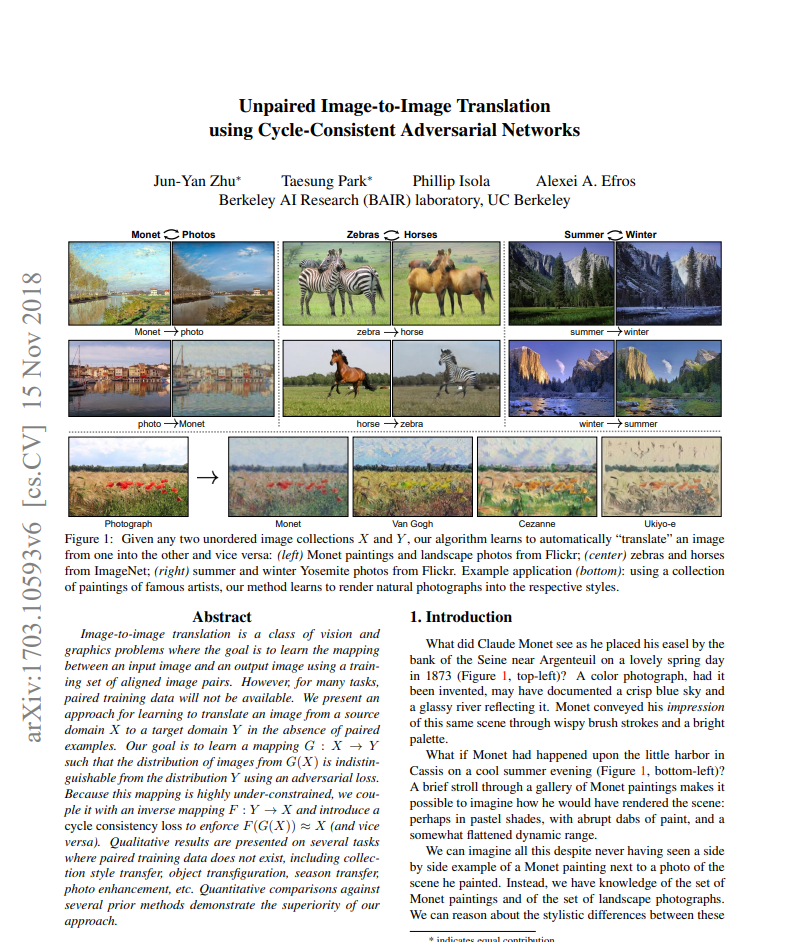 arXiv:1703.10593v6 [cs.CV] 15 Nov 2018
Unpaired Image-to-Image Translation
using Cycle-Consistent Adversarial Networks
Jun-Yan Zhu* Taesung Park* Phillip Isola Alexei A. Efros
Berkeley AI Research (BAIR) laboratory, UC Berkeley
Monet Photos
Zebras Horses
Summer Winter
Monet → photo
zebra → horse
summer → winter
photo → Monet
horse → zebra
winter → summer
→
Photograph
Monet
Van Gogh
Cezanne
Ukiyo-e
Figure 1: Given any two unordered image collections X and Y, our algorithm learns to automatically “translate” an image
from one into the other and vice versa: (left) Monet paintings and landscape photos from Flickr; (center) zebras and horses
from ImageNet; (right) summer and winter Yosemite photos from Flickr. Example application (bottom): using a collection
of paintings of famous artists, our method learns to render natural photographs into the respective styles.
Abstract
Image-to-image translation is a class of vision and
graphics problems where the goal is to learn the mapping
between an input image and an output image using a train-
ing set of aligned image pairs. However, for many tasks,
paired training data will not be available. We present an
approach for learning to translate an image from a source
domain X to a target domain Y in the absence of paired
examples. Our goal is to learn a mapping G : X → Y
such that the distribution of images from G(X) is indistin-
guishable from the distribution Y using an adversarial loss.
Because this mapping is highly under-constrained, we cou-
ple it with an inverse mapping F : Y → X and introduce a
cycle consistency loss to enforce F(G(X)) ≈ X (and vice
versa). Qualitative results are presented on several tasks
where paired training data does not exist, including collec-
tion style transfer, object transfiguration, season transfer,
photo enhancement, etc. Quantitative comparisons against
several prior methods demonstrate the superiority of our
approach.
1. Introduction
What did Claude Monet see as he placed his easel by the
bank of the Seine near Argenteuil on a lovely spring day
in 1873 (Figure 1, top-left)? A color photograph, had it
been invented, may have documented a crisp blue sky and
a glassy river reflecting it. Monet conveyed his impression
of this same scene through wispy brush strokes and a bright
palette.
What if Monet had happened upon the little harbor in
Cassis on a cool summer evening (Figure 1, bottom-left)?
A brief stroll through a gallery of Monet paintings makes it
possible to imagine how he would have rendered the scene:
perhaps in pastel shades, with abrupt dabs of paint, and a
somewhat flattened dynamic range.
We can imagine all this despite never having seen a side
by side example of a Monet painting next to a photo of the
scene he painted. Instead, we have knowledge of the set of
Monet paintings and of the set of landscape photographs.
We can reason about the stylistic differences between these
* indicates equal contribution